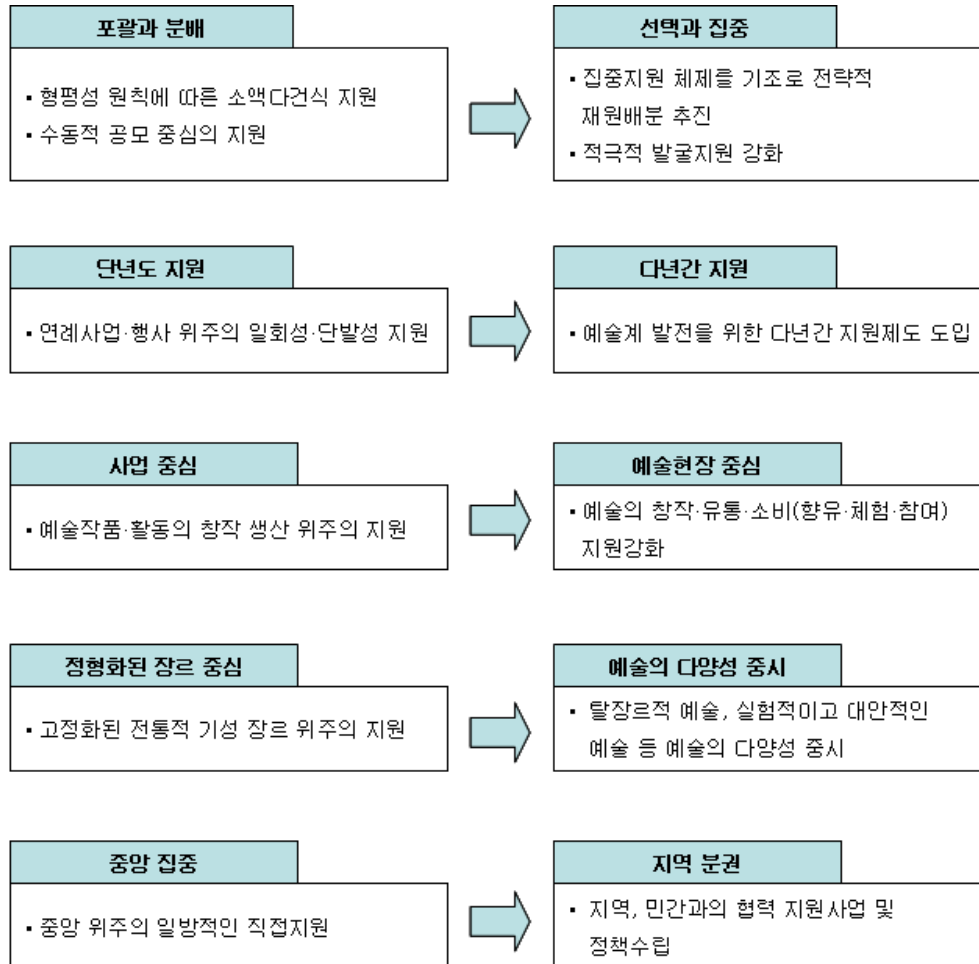 포괄과 분배
▪ 형평성 원칙에 따른 소액다건식 지원
▪ 수동적 공모 중심의 지원
선택과 집중
▪ 집중지원 체제를 기조로 전략적
재원배분 추진
▪ 적극적 발굴지원 강화
단년도 지원
▪ 연례사업·행사 위주의 일회성·단발성 지원
다년간 지원
▪ 예술계 발전을 위한 다년간 지원제도 도입
사업 중심
▪ 예술작품·활동의 창작 생산 위주의 지원
예술현장 중심
▪ 예술의 창작·유통·소비(향유·체험·참여)
지원강화
정형화된 장르 중심
▪ 고정화된 전통적 기성 장르 위주의 지원
예술의 다양성 중시
▪ 탈장르적 예술, 실험적이고 대안적인
예술 등 예술의 다양성 중시
중앙 집중
▪ 중앙 위주의 일방적인 직접지원
지역 분권
▪ 지역, 민간과의 협력 지원사업 및
정책수립